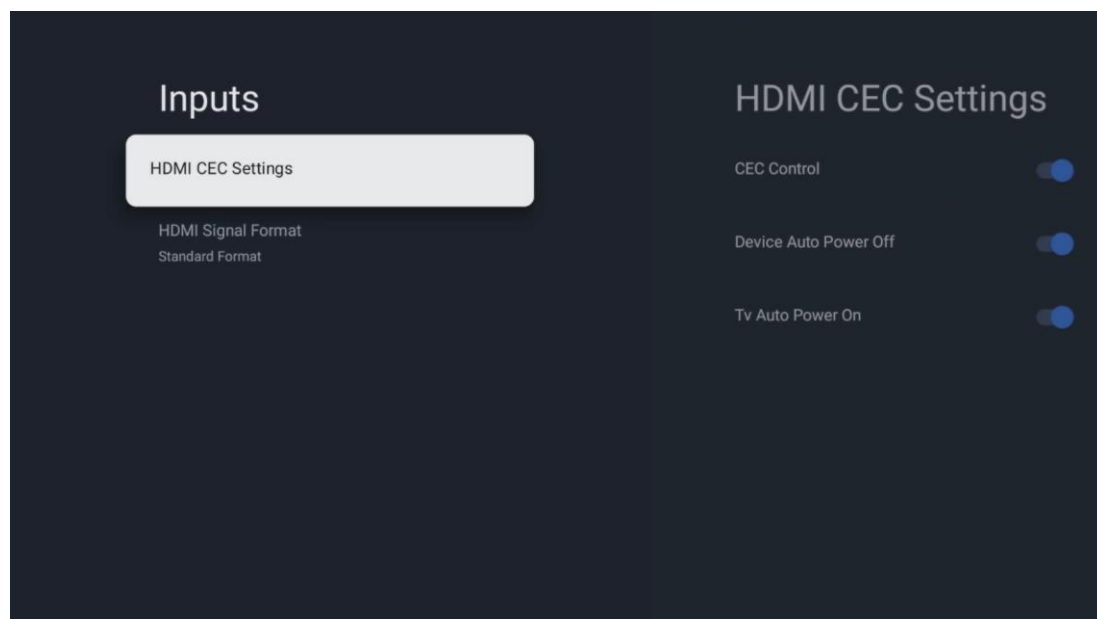 Inputs
HDMI CEC Settings
HDMI Signal Format
Standard Format
HDMI CEC Settings
CEC Control
Device Auto Power Off
Tv Auto Power On